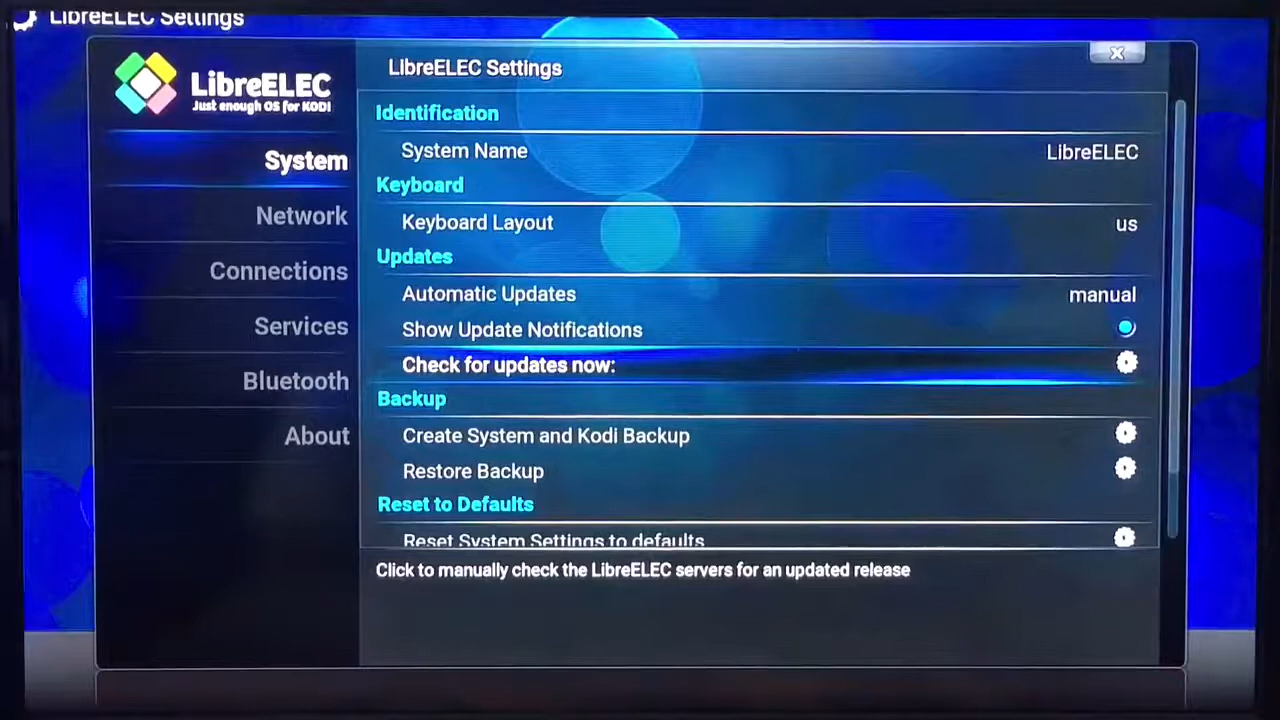 LibreELEC Settings
LibreELEC
Just enough OS for KODI
System
Network
Connections
Services
Bluetooth
About
LibreELEC Settings
x
Identification
System Name LibreELEC
Keyboard
Keyboard Layout us
Updates
Automatic Updates manual
Show Update Notifications
Check for updates now:
Backup
Create System and Kodi Backup
Restore Backup
Reset to Defaults
Reset System Settings to defaults
Click to manually check the LibreELEC servers for an updated release